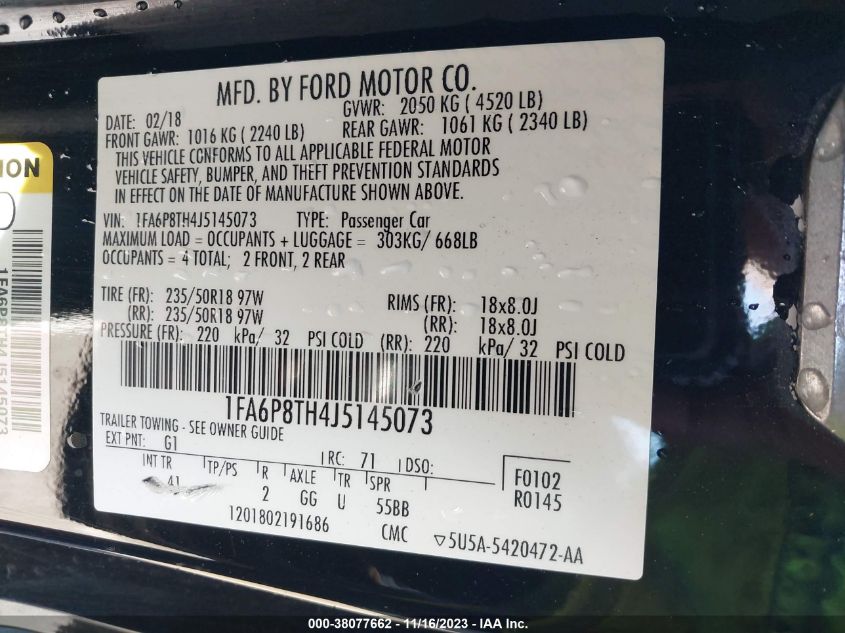 MFD. BY FORD MOTOR CO.
DATE: 02/18 GVWR: 2050 KG ( 4520 LB)
FRONT GAWR: 1016 KG ( 2240 LB) REAR GAWR: 1061 KG ( 2340 LB)
THIS VEHICLE CONFORMS TO ALL APPLICABLE FEDERAL MOTOR
VEHICLE SAFETY, BUMPER, AND THEFT PREVENTION STANDARDS
IN EFFECT ON THE DATE OF MANUFACTURE SHOWN ABOVE.
VIN: 1FA6P8TH4J5145073 TYPE: Passenger Car
MAXIMUM LOAD = OCCUPANTS + LUGGAGE = 303KG/ 668LB
OCCUPANTS = 4 TOTAL; 2 FRONT, 2 REAR
TIRE (FR): 235/50R18 97W RIMS (FR): 18x8.0J
(RR): 235/50R18 97W (RR): 18x8.0J
PRESSURE (FR): 220 kPa/ 32 PSI COLD (RR): 220 kPa/ 32 PSI COLD
1FA6P8TH4J5145073
TRAILER TOWING - SEE OWNER GUIDE
EXT PNT: G1 RC: 71 DSO: F0102
INT TR TP/PS R AXLE TR SPR R0145
41 2 GG U 55BB
1201802191686 CMC ▽5U5A-5420472-AA
1FA6P8TH4J5145073
000-38077662 - 11/16/2023 - IAA Inc.